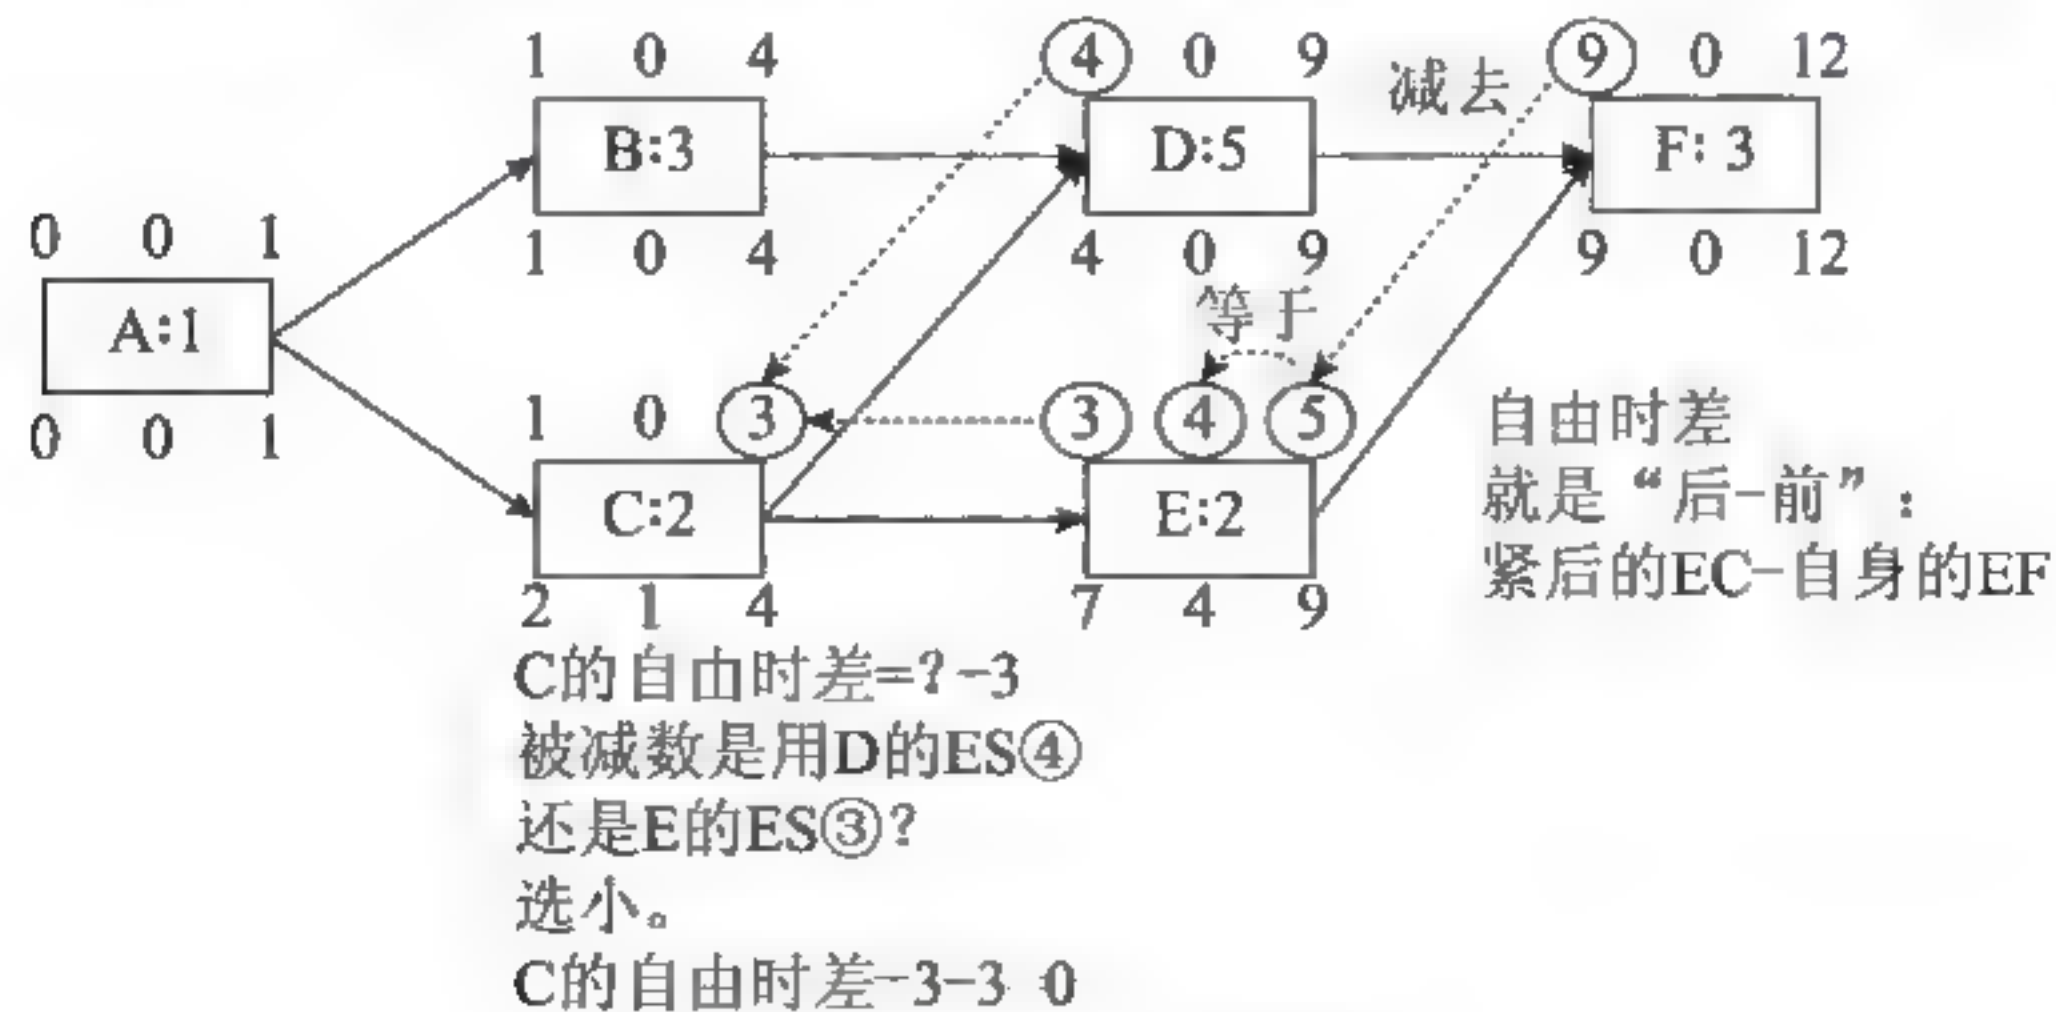 1 0 4
④ 0 9
减去
⑨ 0 12
B:3
D:5
F: 3
0 0 1
1 0 4
4 0 9
9 0 12
A:1
等于
0 0 1
1 0 ③
③ ④ ⑤
C:2
E:2
2 1 4
7 4 9
自由时差
就是“后-前”:
紧后的EC-自身的EF
C的自由时差=?-3
被减数是用D的ES④
还是E的ES③?
选小。
C的自由时差-3-3 0